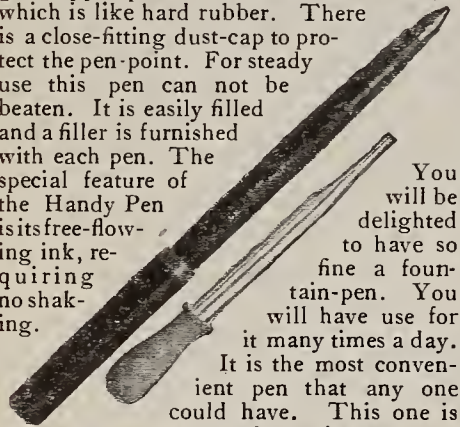 which is like hard rubber. There
is a close-fitting dust-cap to pro-
tect the pen-point. For steady
use this pen can not be
beaten. It is easily filled
and a filler is furnished
with each pen. The
special feature of
the Handy Pen
is its free-flow-
ing ink, re-
quiring
no shak-
ing.
You
will be
delighted
to have so
fine a foun-
tain-pen. You
will have use for
it many times a day.
It is the most conven-
ient pen that any one
could have. This one is